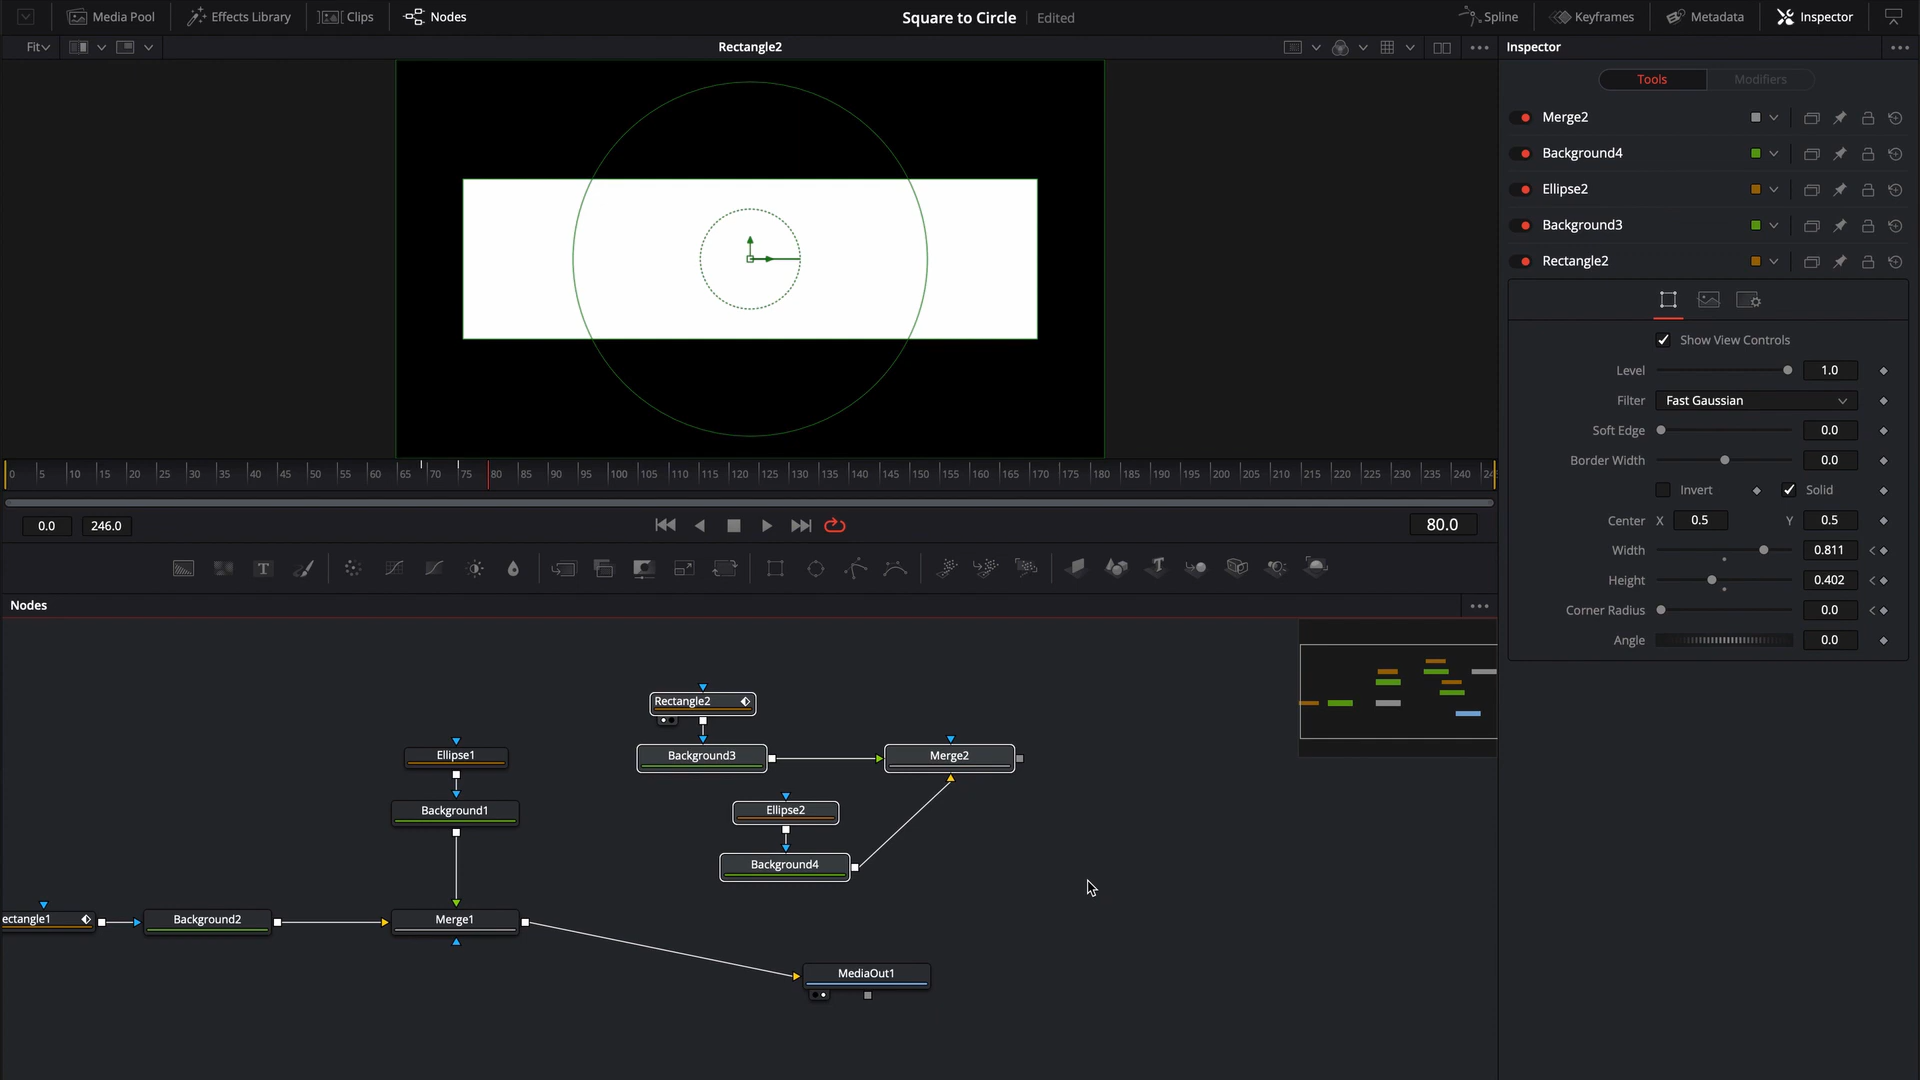 Media Pool Effects Library Clips Nodes Square to Circle Edited Spline Keyframes Metadata Inspector
Fit Rectangle2 Inspector
Tools Modifiers
Merge2
Background4
Ellipse2
Background3
Rectangle2
Show View Controls
Level 1.0
Filter Fast Gaussian
Soft Edge 0.0
Border Width 0.0
Invert Solid
Center X 0.5 Y 0.5
Width 0.811
Height 0.402
Corner Radius 0.0
Angle 0.0
0 5 10 15 20 25 30 35 40 45 50 55 60 65 70 75 80 85 90 95 100 105 110 115 120 125 130 135 140 145 150 155 160 165 170 175 180 185 190 195 200 205 210 215 220 225 230 235 240 24
0.0 246.0 80.0
Nodes
Rectangle2
Background3 Merge2
Ellipse1
Background1
Ellipse2
Background4
ectangle1 Background2 Merge1
MediaOut1